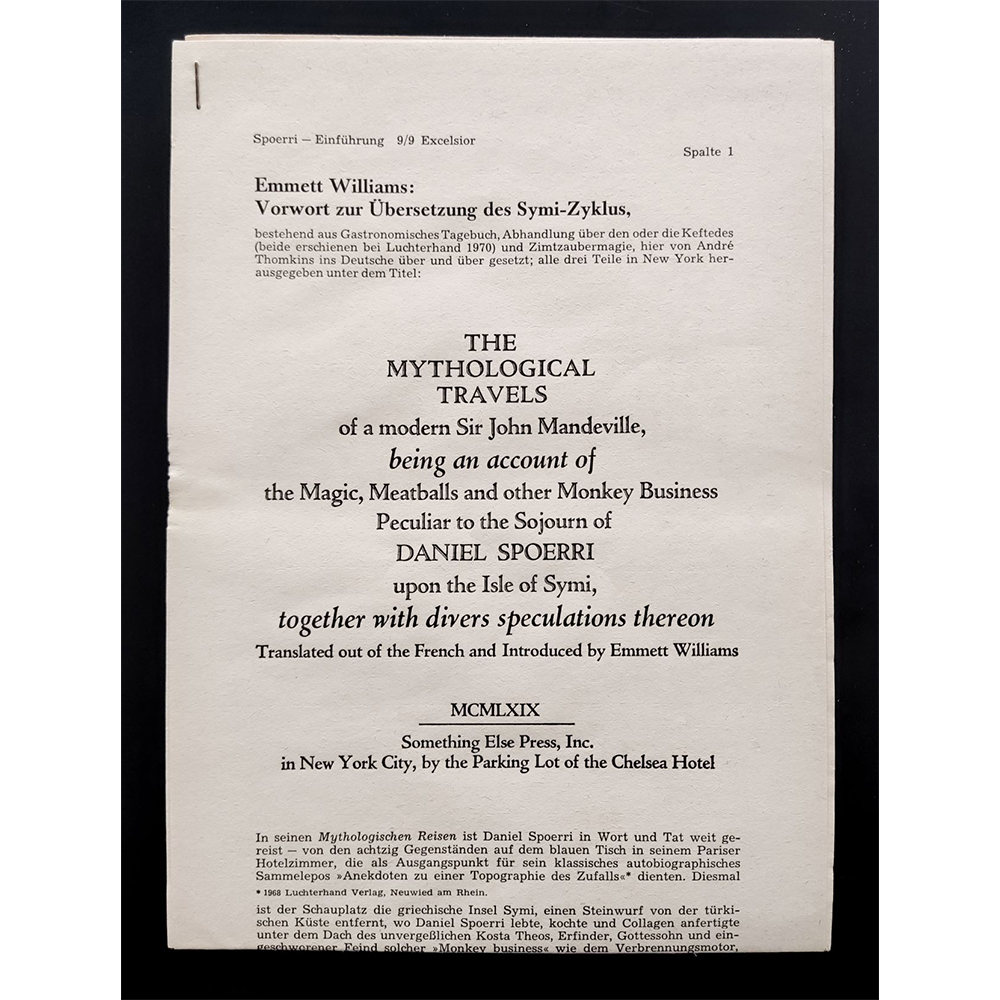 Spoerri — Einführung 9/9 Excelsior
Spalte 1
Emmett Williams:
Vorwort zur Übersetzung des Symi-Zyklus,
bestehend aus Gastronomisches Tagebuch, Abhandlung über den oder die Keftedes
(beide erschienen bei Luchterhand 1970) und Zimtzaubermagie, hier von André
Thomkins ins Deutsche über und über gesetzt; alle drei Teile in New York her-
ausgegeben unter dem Titel:
THE
MYTHOLOGICAL
TRAVELS
of a modern Sir John Mandeville,
being an account of
the Magic, Meatballs and other Monkey Business
Peculiar to the Sojourn of
DANIEL SPOERRI
upon the Isle of Symi,
together with divers speculations thereon
Translated out of the French and Introduced by Emmett Williams
MCMLXIX
Something Else Press, Inc.
in New York City, by the Parking Lot of the Chelsea Hotel
In seinen Mythologischen Reisen ist Daniel Spoerri in Wort und Tat weit ge-
reist — von den achtzig Gegenständen auf dem blauen Tisch in seinem Pariser
Hotelzimmer, die als Ausgangspunkt für sein klassisches autobiographisches
Sammelepos »Anekdoten zu einer Topographie des Zufalls«* dienten. Diesmal
* 1968 Luchterhand Verlag, Neuwied am Rhein.
ist der Schauplatz die griechische Insel Symi, einen Steinwurf von der türki-
schen Küste entfernt, wo Daniel Spoerri lebte, kochte und Collagen anfertigte
unter dem Dach des unvergeßlichen Kosta Theos, Erfinder, Gottessohn und ein-
geschworener Feind solcher »Monkey business« wie dem Verbrennungsmotor,